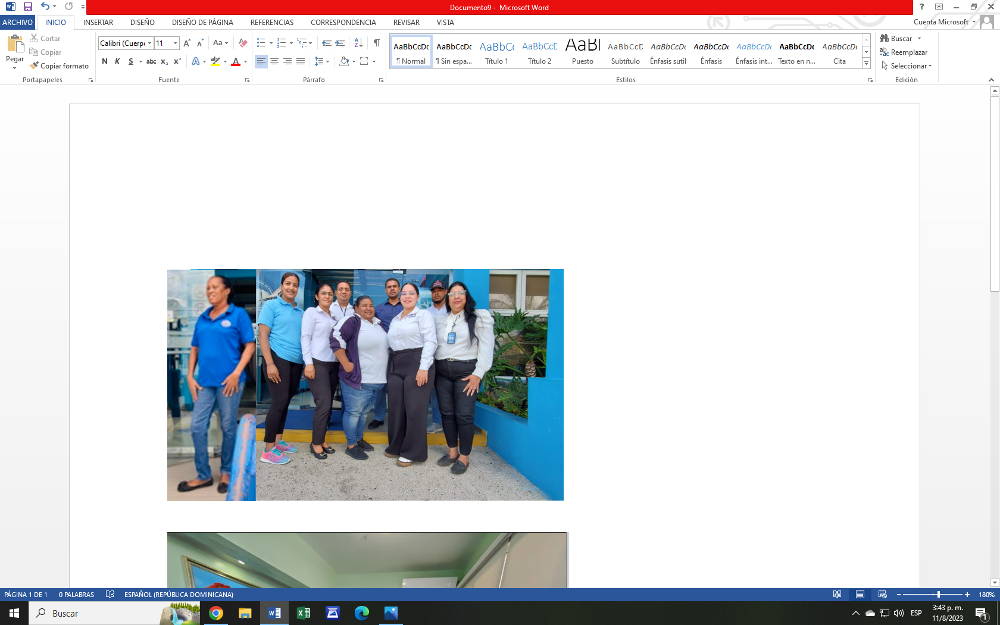 Documento9 - Microsoft Word
ARCHIVO INICIO INSERTAR DISEÑO DISEÑO DE PÁGINA REFERENCIAS CORRESPONDENCIA REVISAR VISTA Cuenta Microsoft
Pegar
Cortar
Copiar
Copiar formato
Portapapeles
Calibri (Cuerpo 11 Aa
N K S abc x₂ x² A ab A
Fuente
Párrafo
AaBbCcDc AaBbCcDc AaBbCc AaBbCcD AaB AaBbCcD AaBbCcDc AaBbCcDc AaBbCcDc AaBbCcDc AaBbCcDc
¶ Normal ¶ Sin espa... Título 1 Título 2 Puesto Subtítulo Énfasis sutil Énfasis Énfasis int... Texto en n... Cita
Estilos
Buscar
Reemplazar
Seleccionar
Edición
PÁGINA 1 DE 1 0 PALABRAS ESPAÑOL (REPÚBLICA DOMINICANA) 180%
Buscar
ESP
3:43 p. m.
11/8/2023
1